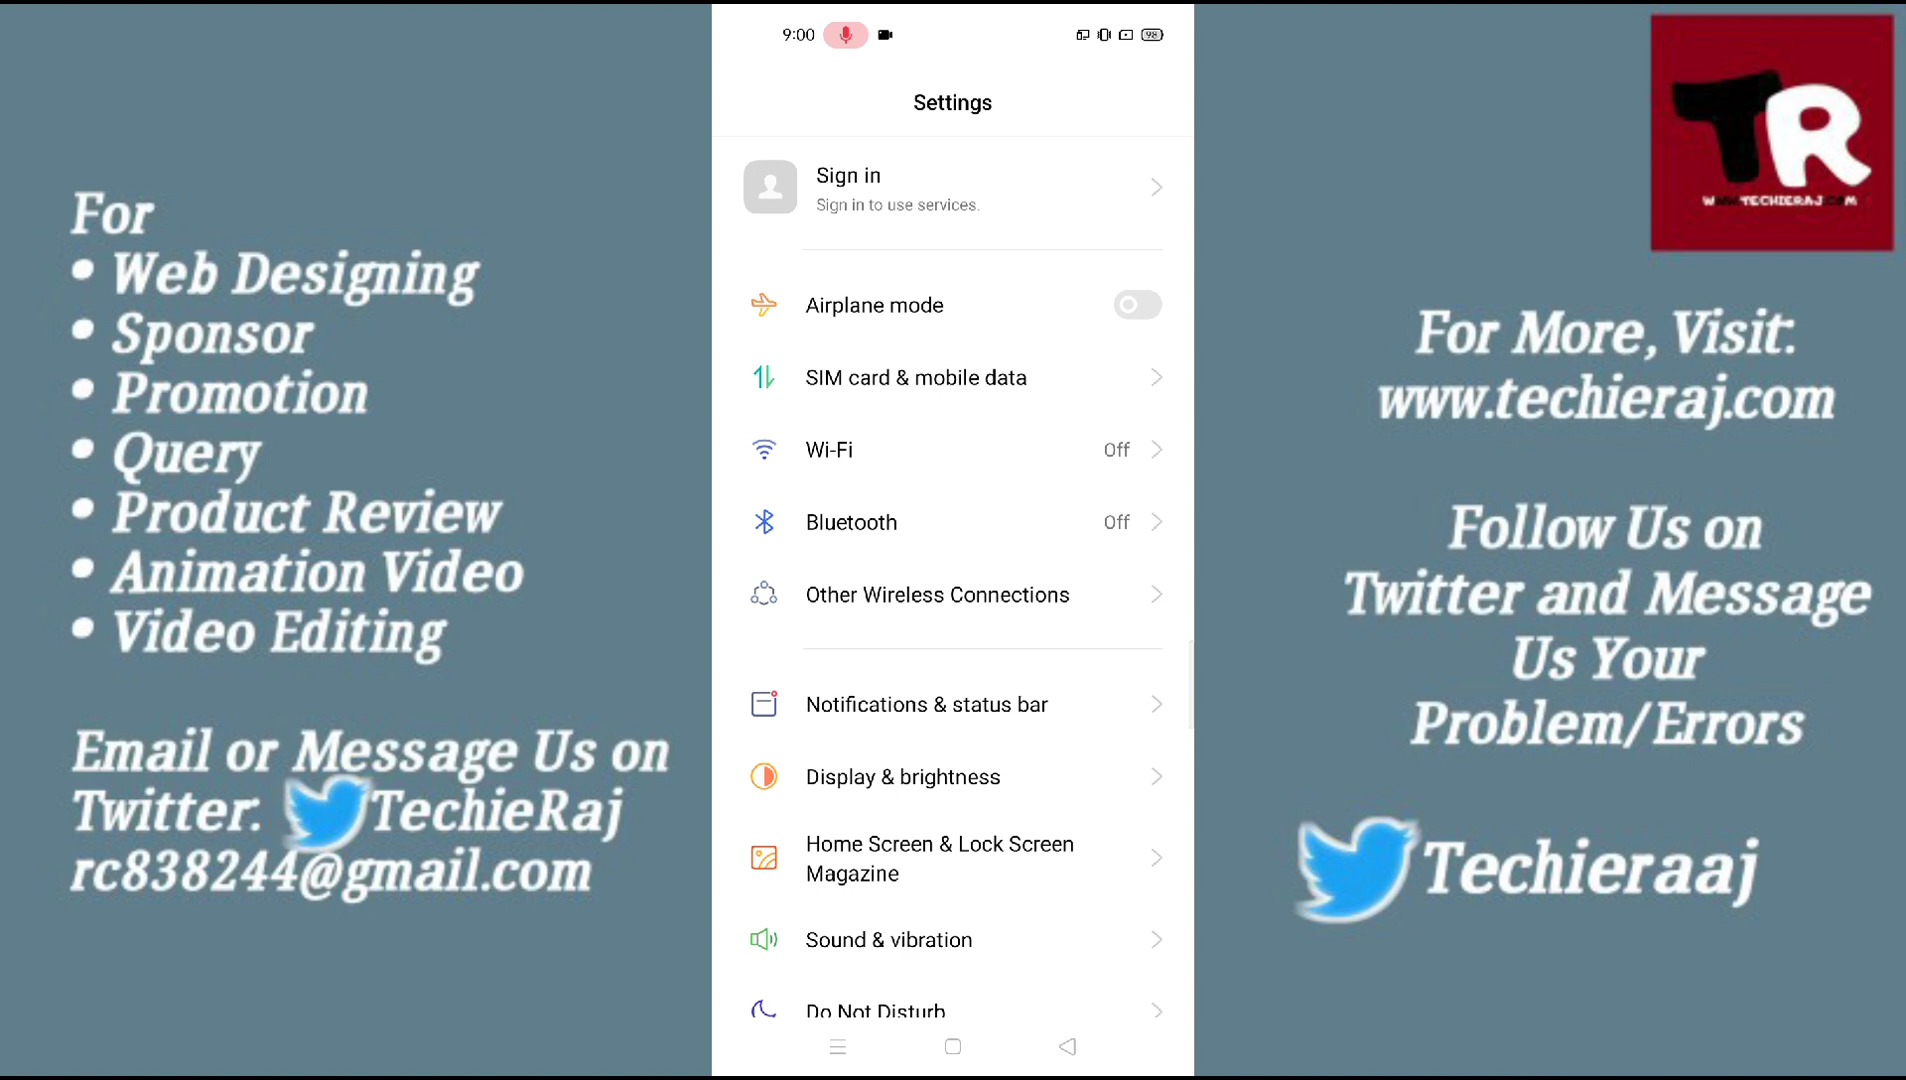 For
• Web Designing
• Sponsor
• Promotion
• Query
• Product Review
• Animation Video
• Video Editing
Email or Message Us on
Twitter: TechieRaj
rc838244@gmail.com
9:00
98
Settings
Sign in
Sign in to use services.
Airplane mode
SIM card & mobile data
Wi-Fi Off
Bluetooth Off
Other Wireless Connections
Notifications & status bar
Display & brightness
Home Screen & Lock Screen
Magazine
Sound & vibration
Do Not Disturb
TR
WWW.TECHIERAJ.COM
For More, Visit:
www.techieraj.com
Follow Us on
Twitter and Message
Us Your
Problem/Errors
Techieraaj